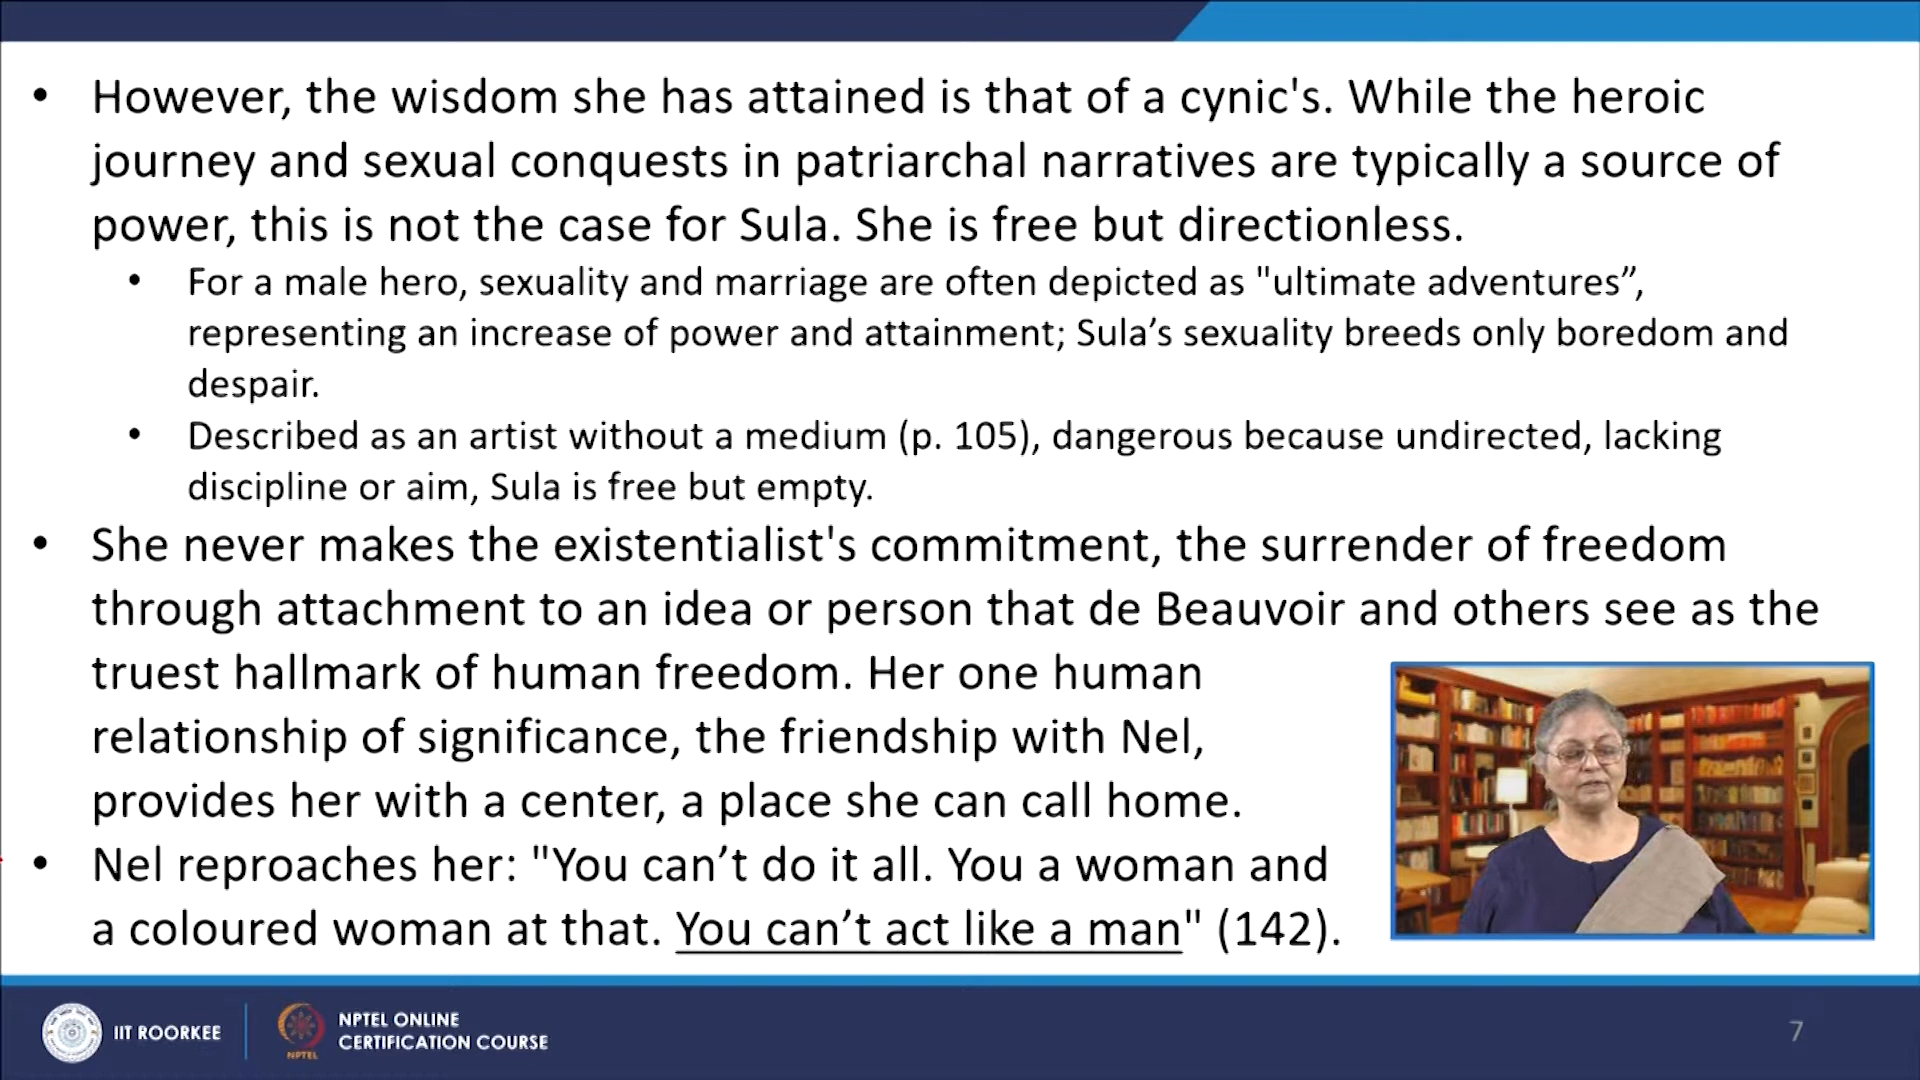 • However, the wisdom she has attained is that of a cynic's. While the heroic
journey and sexual conquests in patriarchal narratives are typically a source of
power, this is not the case for Sula. She is free but directionless.
• For a male hero, sexuality and marriage are often depicted as "ultimate adventures”,
representing an increase of power and attainment; Sula’s sexuality breeds only boredom and
despair.
• Described as an artist without a medium (p. 105), dangerous because undirected, lacking
discipline or aim, Sula is free but empty.
• She never makes the existentialist's commitment, the surrender of freedom
through attachment to an idea or person that de Beauvoir and others see as the
truest hallmark of human freedom. Her one human
relationship of significance, the friendship with Nel,
provides her with a center, a place she can call home.
• Nel reproaches her: "You can’t do it all. You a woman and
a coloured woman at that. You can’t act like a man" (142).
IIT ROORKEE
NPTEL
NPTEL ONLINE
CERTIFICATION COURSE
7